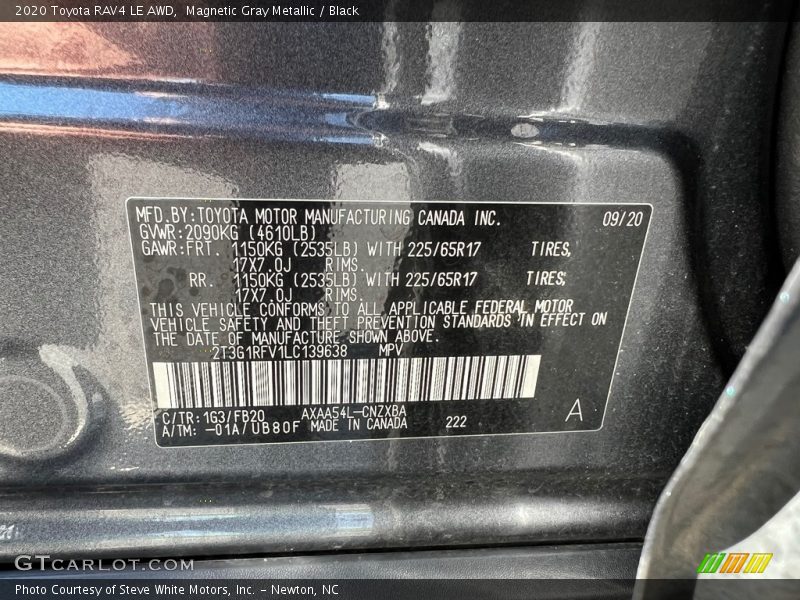 2020 Toyota RAV4 LE AWD,  Magnetic Gray Metallic / Black
MFD.BY:TOYOTA MOTOR MANUFACTURING CANADA INC. 09/20
GVWR:2090KG (4610LB)
GAWR:FRT. 1150KG (2535LB) WITH 225/65R17 TIRES,
17X7.0J RIMS.
RR. 1150KG (2535LB) WITH 225/65R17 TIRES,
17X7.0J RIMS.
THIS VEHICLE CONFORMS TO ALL APPLICABLE FEDERAL MOTOR
VEHICLE SAFETY AND THEFT PREVENTION STANDARDS IN EFFECT ON
THE DATE OF MANUFACTURE SHOWN ABOVE.
2T3G1RFV1LC139638 MPV
C/TR:1G3/FB20 AXAA54L-CNZXBA
A/TM: -01A/UB80F MADE IN CANADA 222
A
GTCARLOT.COM
Photo Courtesy of Steve White Motors, Inc. - Newton, NC